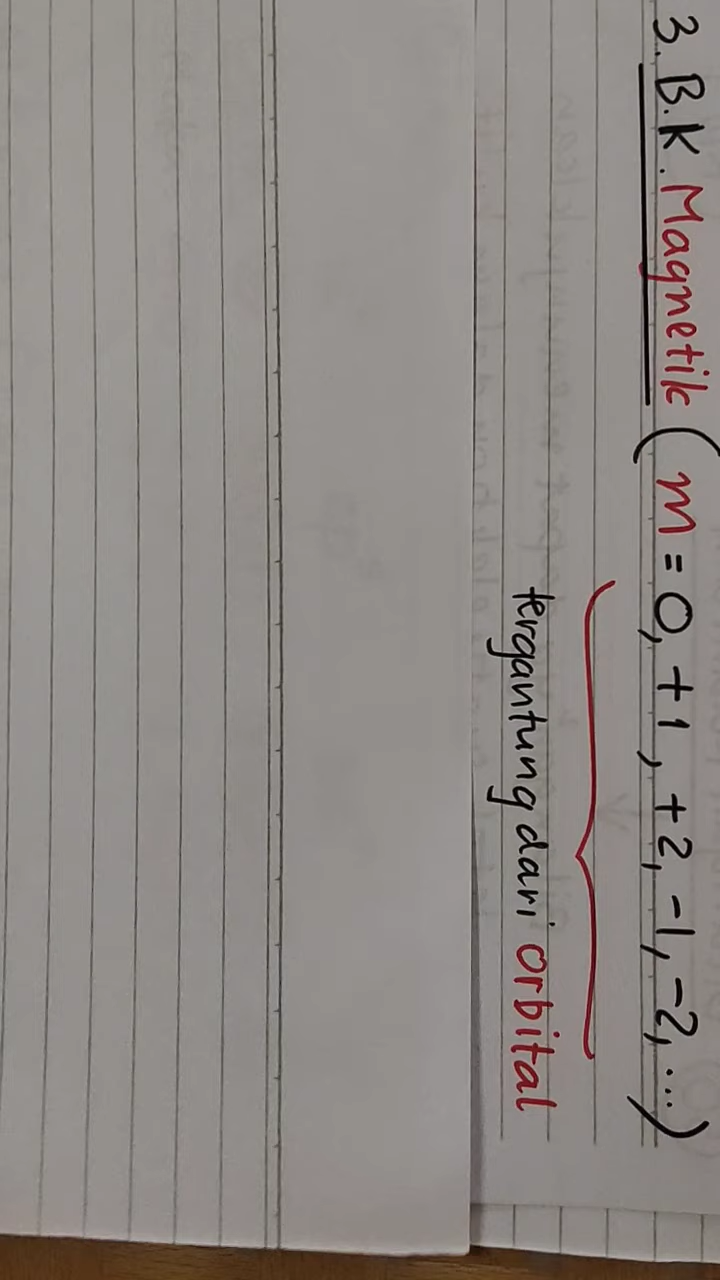 3. B.K. Magnetik (m = 0, +1, +2, -1, -2, ...)
tergantung dari orbital